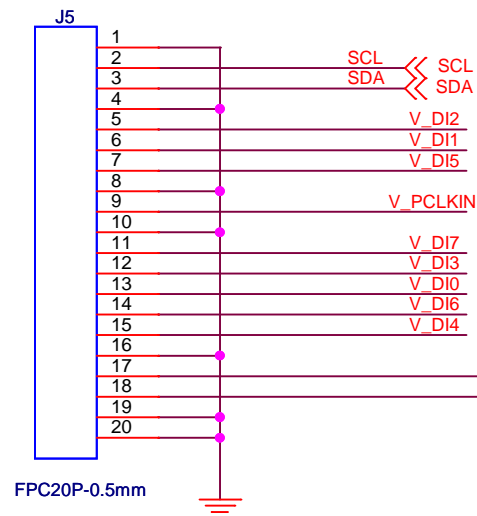 J5
1
2 SCL SCL
3 SDA SDA
4
5 V_DI2
6 V_DI1
7 V_DI5
8
9 V_PCLKIN
10
11 V_DI7
12 V_DI3
13 V_DI0
14 V_DI6
15 V_DI4
16
17
18
19
20
FPC20P-0.5mm